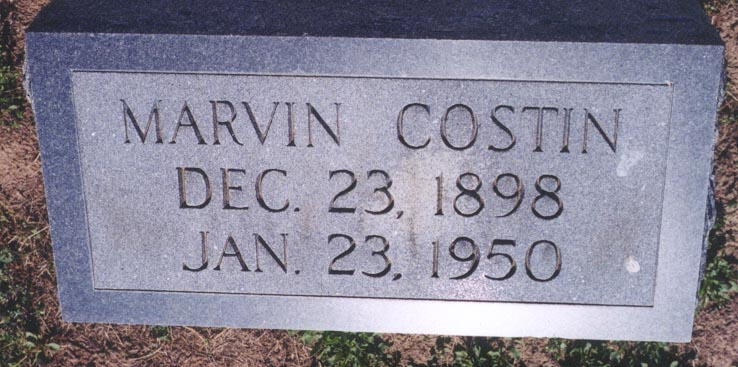 MARVIN COSTIN
DEC. 23, 1898
JAN. 23, 1950